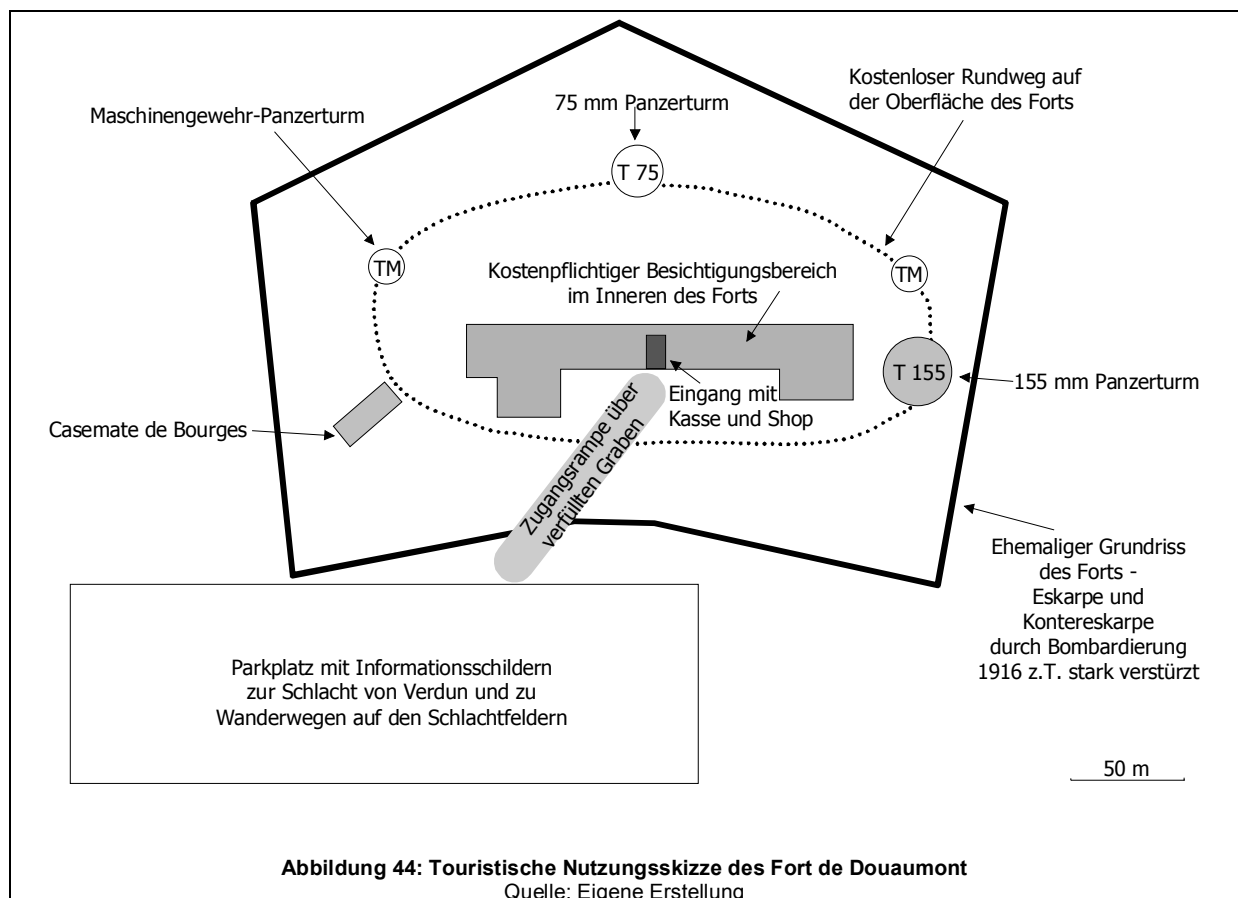 Kostenloser Rundweg auf
der Oberfläche des Forts
75 mm Panzerturm
Maschinengewehr-Panzerturm
T 75
TM
TM
Kostenpflichtiger Besichtigungsbereich
im Inneren des Forts
T 155
155 mm Panzerturm
Eingang mit
Kasse und Shop
Casemate de Bourges
Zugangsrampe über
verfüllten Graben
Ehemaliger Grundriss
des Forts -
Eskarpe und
Kontereskarpe
durch Bombardierung
1916 z.T. stark verstürzt
Parkplatz mit Informationsschildern
zur Schlacht von Verdun und zu
Wanderwegen auf den Schlachtfeldern
50 m
Abbildung 44: Touristische Nutzungsskizze des Fort de Douaumont
Quelle: Eigene Erstellung